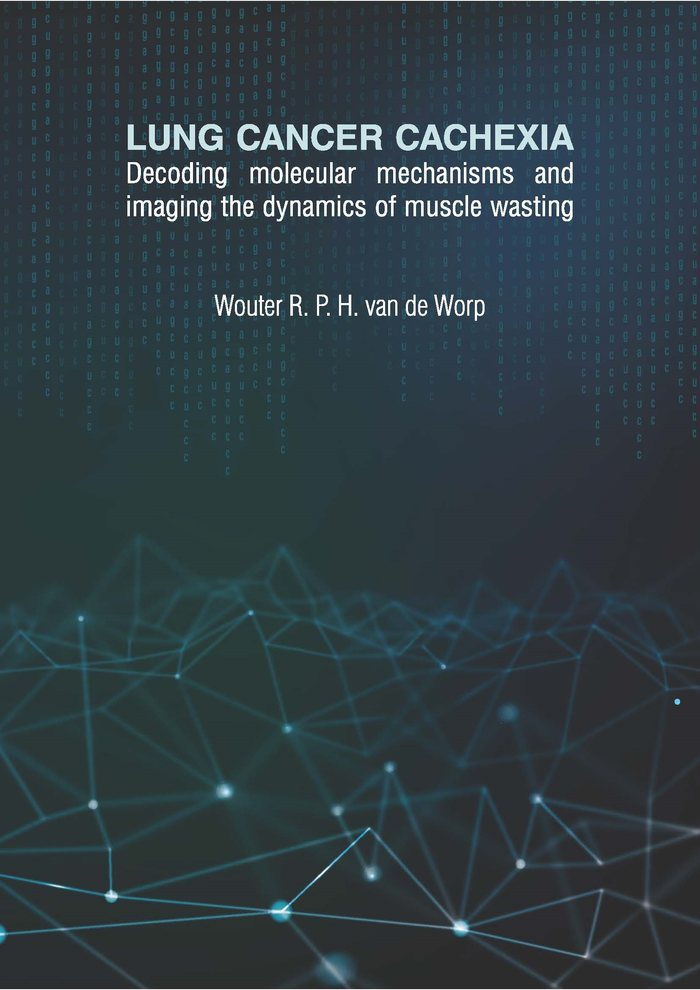 LUNG CANCER CACHEXIA
Decoding molecular mechanisms and
imaging the dynamics of muscle wasting
Wouter R. P. H. van de Worp